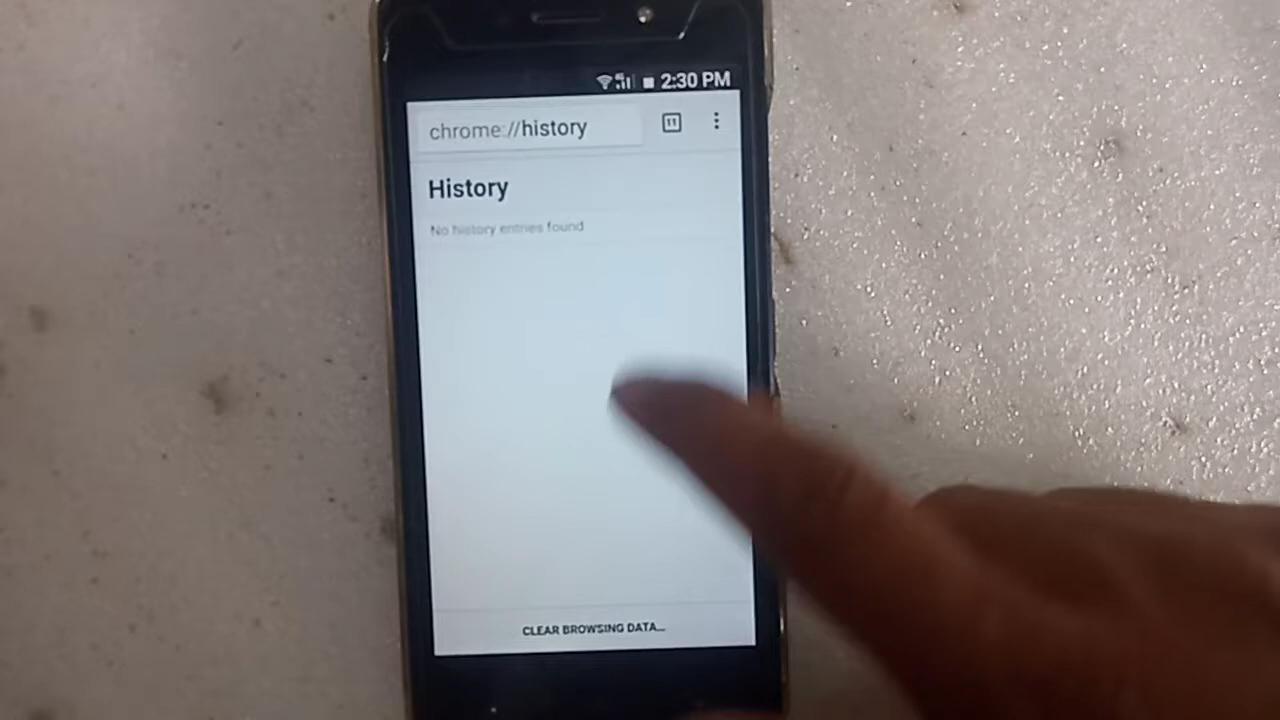 2:30 PM
chrome://history
11
History
No history entries found
CLEAR BROWSING DATA...